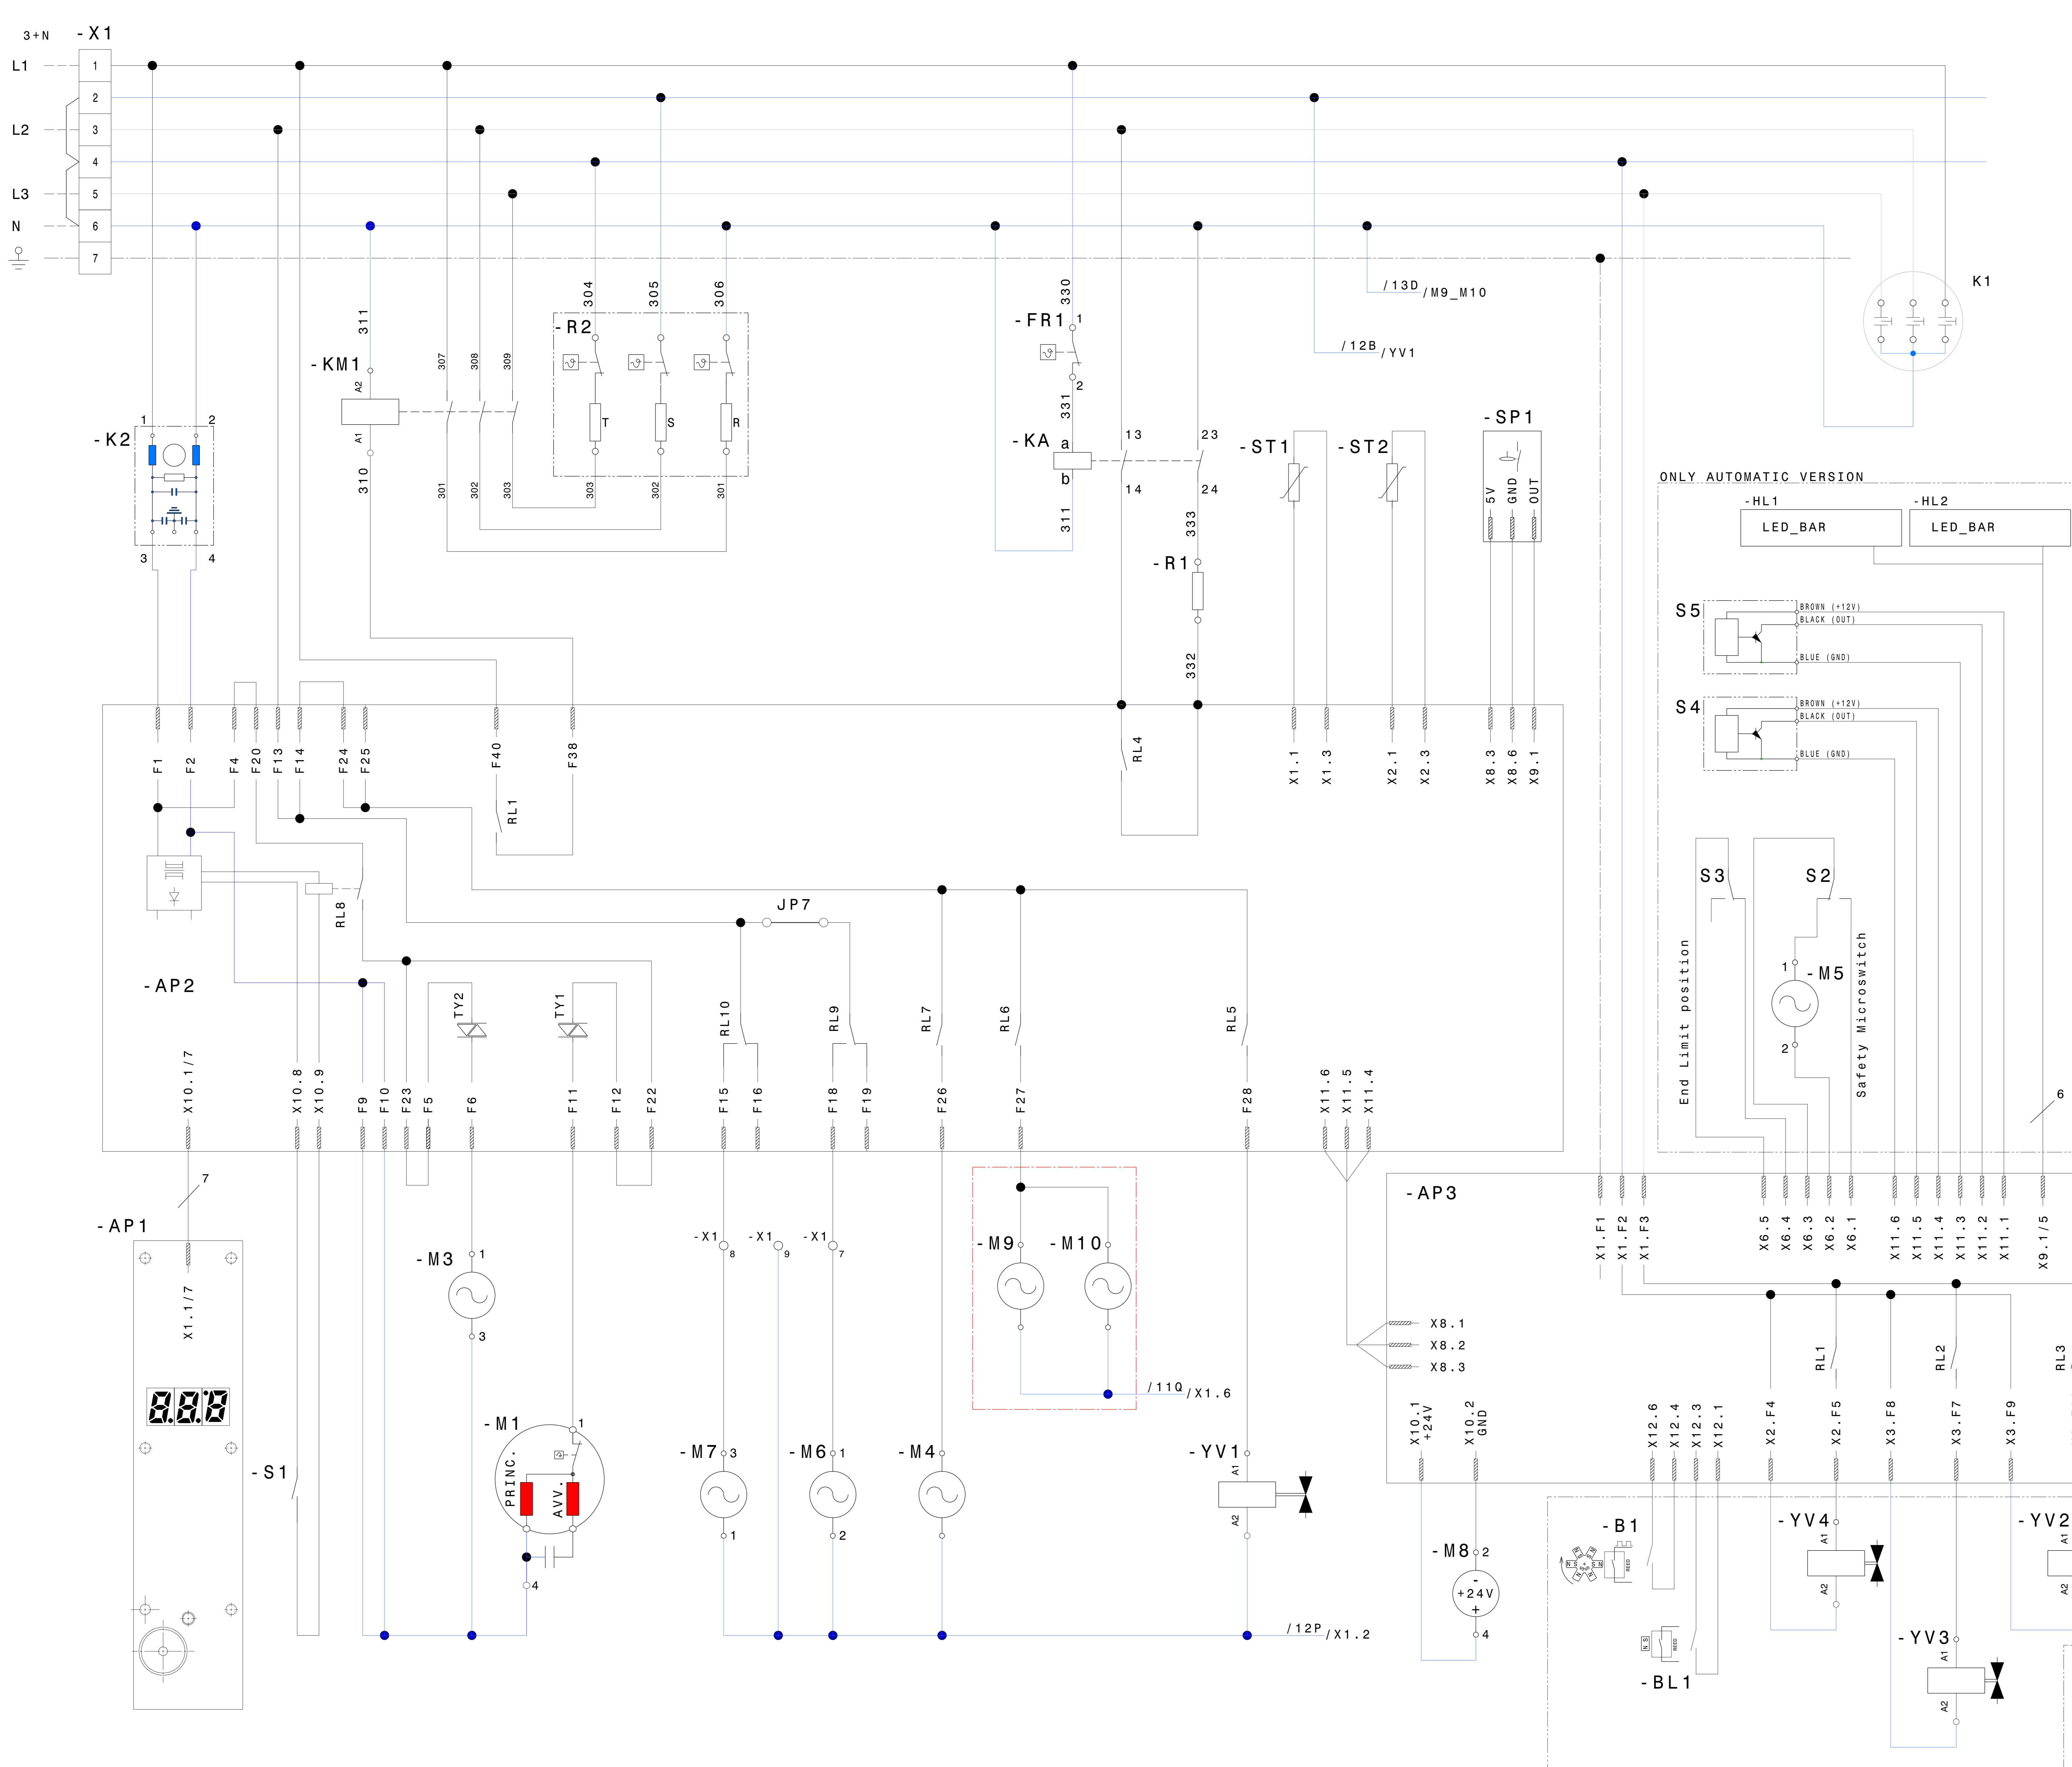 3+N -X1
L1 1
2
L2 3
4
L3 5
N 6
7
K1
/13D /M9_M10
/12B /YV1
304 305 306
-R2
T S R
303 302 301
311
-KM1
A2
A1
310
307 308 309
301 302 303
330
-FR1 1
2
331
-KA a
b
311
13 23
14 24
333
-R1
332
-ST1 -ST2
-SP1
5V GND OUT
-K2
1 2
3 4
ONLY AUTOMATIC VERSION
-HL1 -HL2
LED_BAR LED_BAR
S5
BROWN (+12V)
BLACK (OUT)
BLUE (GND)
S4
BROWN (+12V)
BLACK (OUT)
BLUE (GND)
S3 S2
-M5
1
2
End Limit position
Safety Microswitch
6
F1 F2 F4 F20 F13 F14 F24 F25 F40 F38
RL4
X1.1 X1.3 X2.1 X2.3 X8.3 X8.6 X9.1
RL1
RL8
JP7
-AP2
TY2 TY1 RL10 RL9 RL7 RL6 RL5
X10.1/7 X10.8 X10.9 F9 F10 F23 F5 F6 F11 F12 F22 F15 F16 F18 F19 F26 F27 F28 X11.6 X11.5 X11.4
7
-AP1
X1.1/7
8.8.8
-S1
-M3 1
3
-M1 1
PRINC. AVV.
4
-X1 8
-X1 9
-X1 7
-M9 -M10
/11Q /X1.6
-M7 3
1
-M6 1
2
-M4
-YV1
A1
A2
/12P /X1.2
-AP3
X1.F1 X1.F2 X1.F3 X6.5 X6.4 X6.3 X6.2 X6.1 X11.6 X11.5 X11.4 X11.3 X11.2 X11.1 X9.1/5
X8.1
X8.2
X8.3
RL1 RL2 RL3
X10.1 +24V X10.2 GND X12.6 X12.4 X12.3 X12.1 X2.F4 X2.F5 X3.F8 X3.F7 X3.F9
-M8 2
-
+24V
+
4
-B1
REED
-BL1
N S
REED
-YV4
A1
A2
-YV3
A1
A2
-YV2
A1
A2